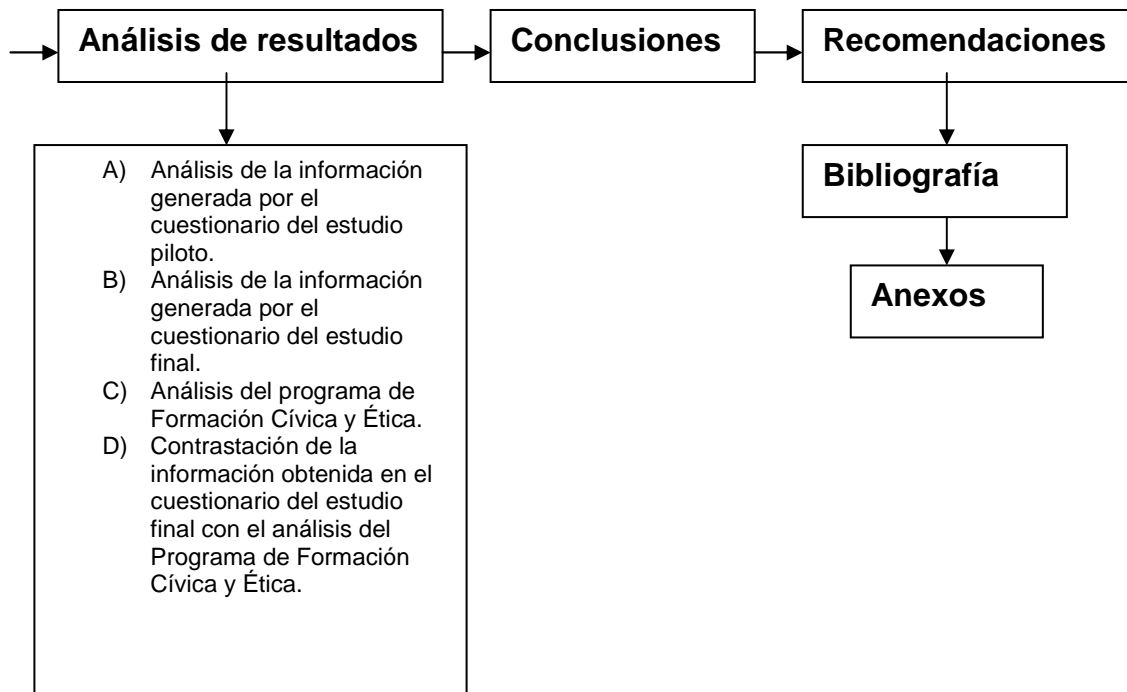 Análisis de resultados
Conclusiones
Recomendaciones
A) Análisis de la información
generada por el
cuestionario del estudio
piloto.
B) Análisis de la información
generada por el
cuestionario del estudio
final.
C) Análisis del programa de
Formación Cívica y Ética.
D) Contrastación de la
información obtenida en el
cuestionario del estudio
final con el análisis del
Programa de Formación
Cívica y Ética.
Bibliografía
Anexos